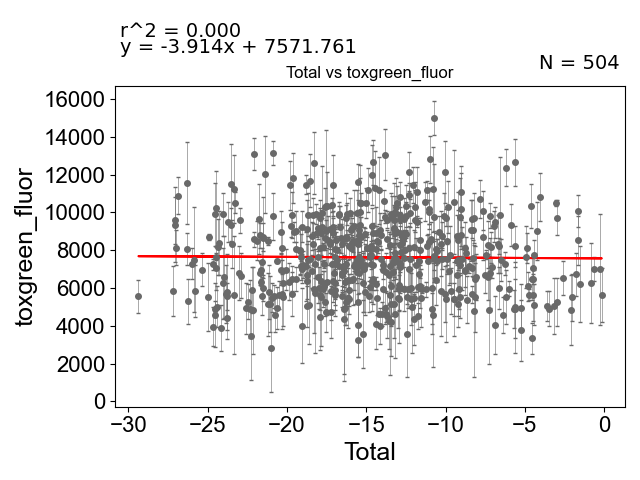 r^2 = 0.000
y = -3.914x + 7571.761
N = 504
Total vs toxgreen_fluor
16000
14000
12000
10000
8000
6000
4000
2000
0
toxgreen_fluor
−30 −25 −20 −15 −10 −5 0
Total